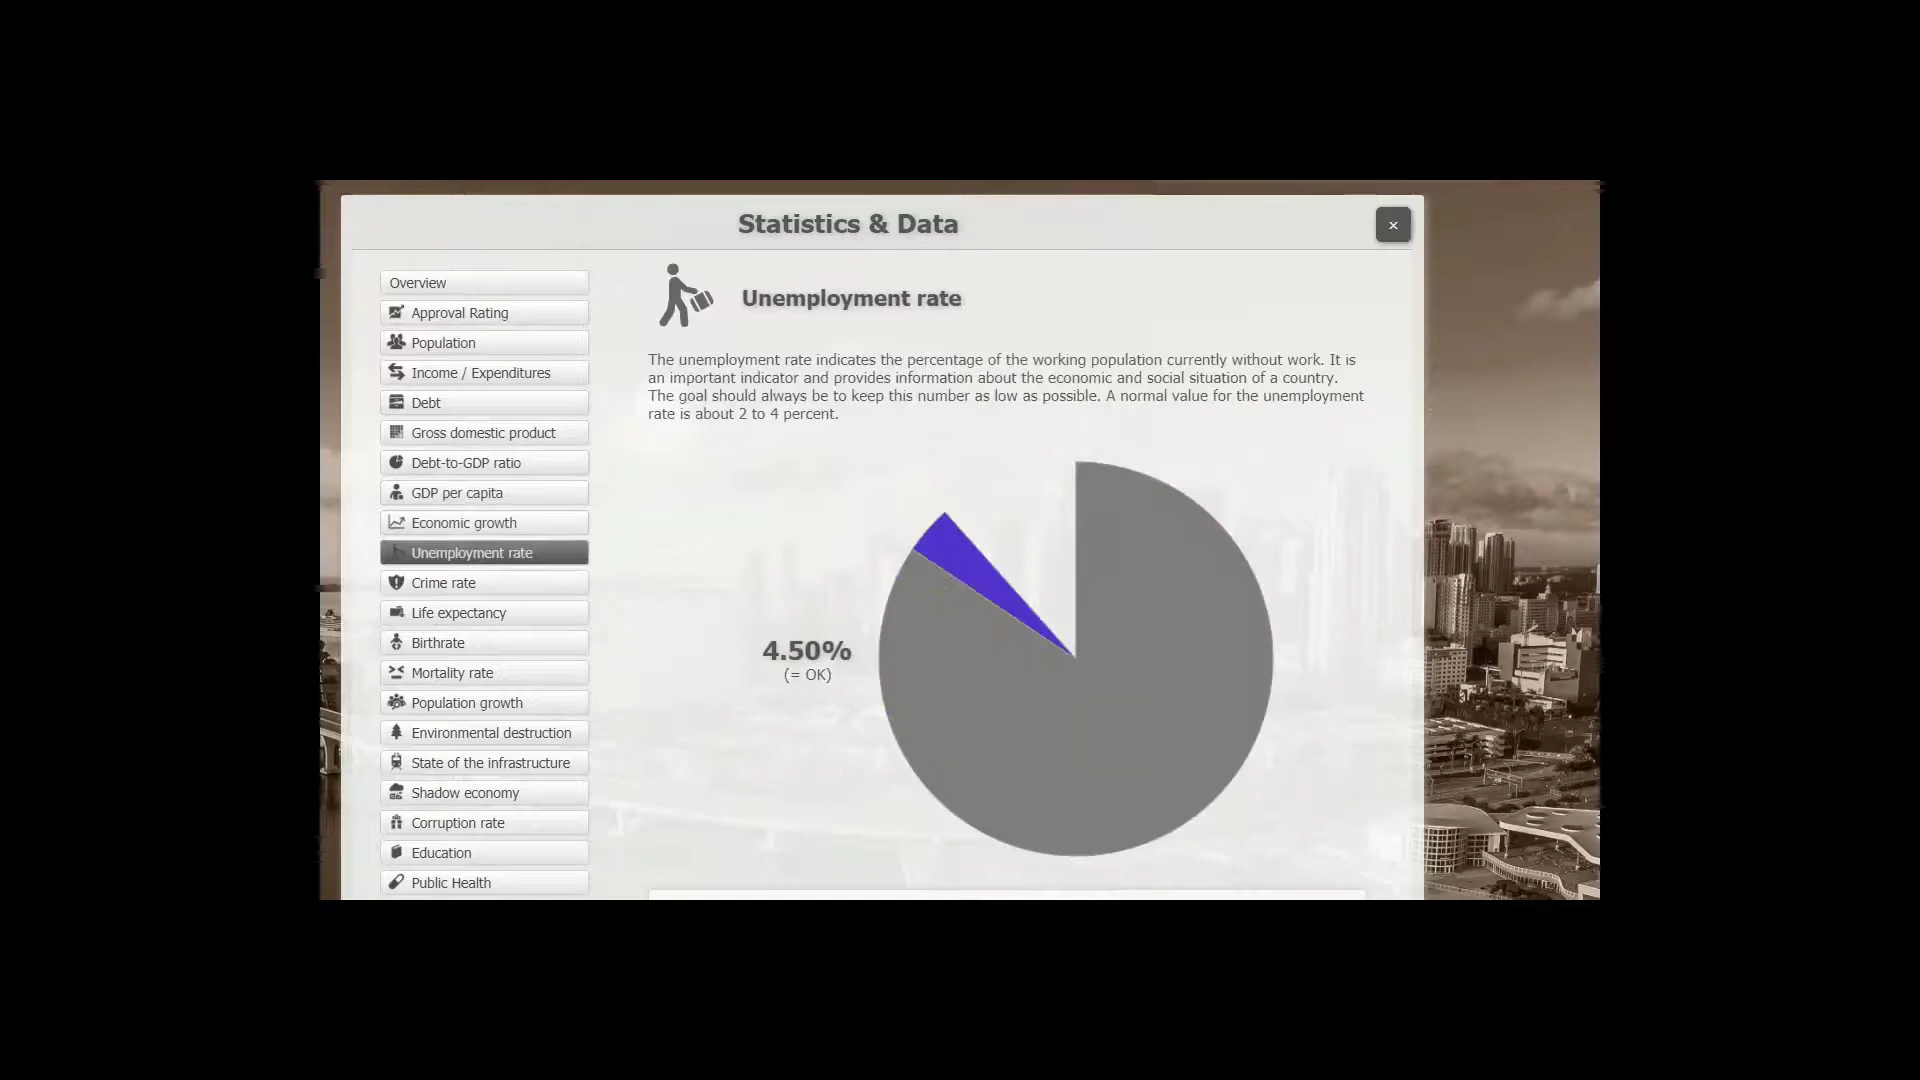 Statistics & Data
×
Overview
Approval Rating
Population
Income / Expenditures
Debt
Gross domestic product
Debt-to-GDP ratio
GDP per capita
Economic growth
Unemployment rate
Crime rate
Life expectancy
Birthrate
Mortality rate
Population growth
Environmental destruction
State of the infrastructure
Shadow economy
Corruption rate
Education
Public Health
Unemployment rate
The unemployment rate indicates the percentage of the working population currently without work. It is
an important indicator and provides information about the economic and social situation of a country.
The goal should always be to keep this number as low as possible. A normal value for the unemployment
rate is about 2 to 4 percent.
4.50%
(= OK)